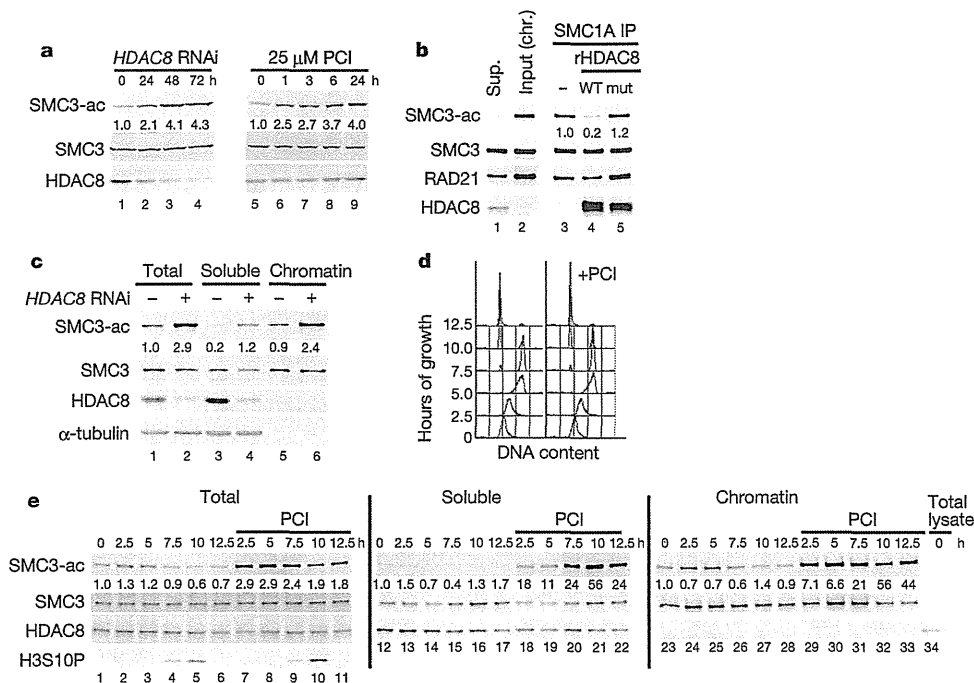 a
HDAC8 RNAi
25 µM PCI
0 24 48 72 h
0 1 3 6 24 h
SMC3-ac
1.0 2.1 4.1 4.3
1.0 2.5 2.7 3.7 4.0
SMC3
HDAC8
1 2 3 4
5 6 7 8 9
b
Sup.
Input (chr.)
SMC1A IP
rHDAC8
– WT mut
SMC3-ac
1.0 0.2 1.2
SMC3
RAD21
HDAC8
1 2 3 4 5
c
Total Soluble Chromatin
HDAC8 RNAi – + – + – +
SMC3-ac
1.0 2.9 0.2 1.2 0.9 2.4
SMC3
HDAC8
α-tubulin
1 2 3 4 5 6
d
+PCI
Hours of growth
12.5
10.0
7.5
5.0
2.5
0
DNA content
e
Total
Soluble
Chromatin
Total lysate
PCI
PCI
PCI
0 2.5 5 7.5 10 12.5 2.5 5 7.5 10 12.5 h
0 2.5 5 7.5 10 12.5 2.5 5 7.5 10 12.5 h
0 2.5 5 7.5 10 12.5 2.5 5 7.5 10 12.5 0 h
SMC3-ac
1.0 1.3 1.2 0.9 0.6 0.7 2.9 2.9 2.4 1.9 1.8
1.0 1.5 0.7 0.4 1.3 1.7 18 11 24 56 24
1.0 0.7 0.7 0.6 1.4 0.9 7.1 6.6 21 56 44
SMC3
HDAC8
H3S10P
1 2 3 4 5 6 7 8 9 10 11
12 13 14 15 16 17 18 19 20 21 22
23 24 25 26 27 28 29 30 31 32 33 34